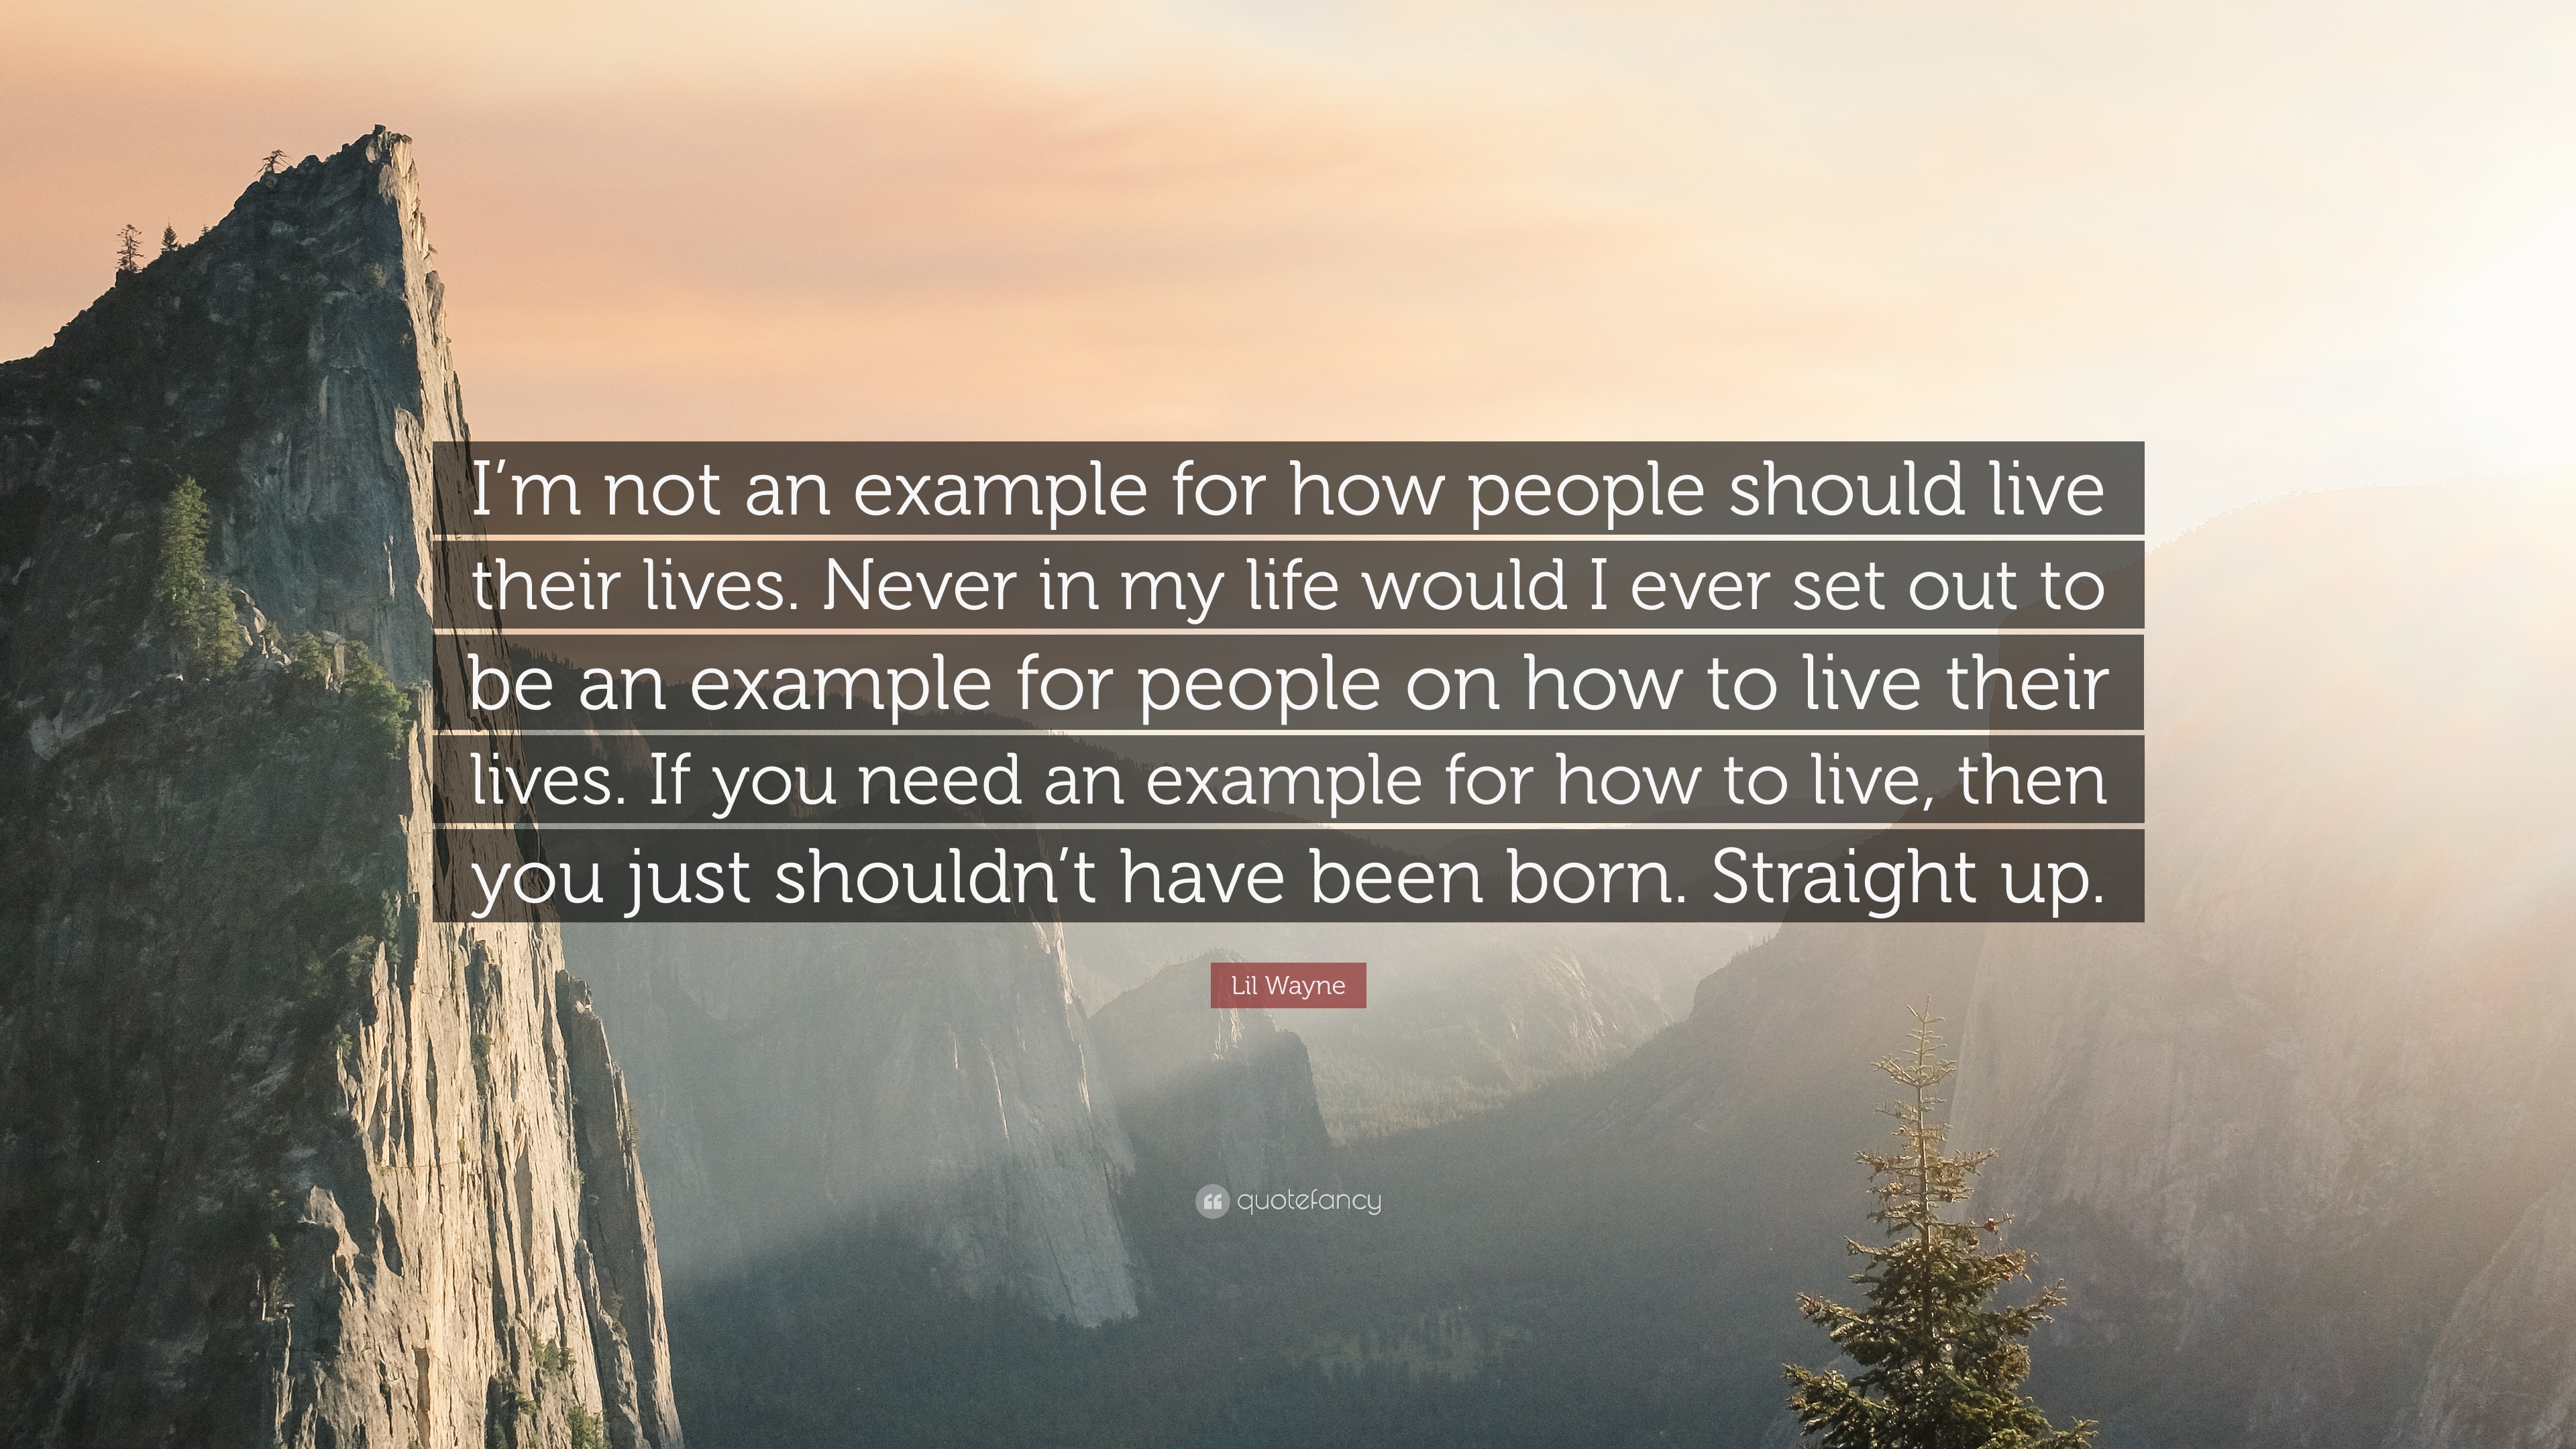 I’m not an example for how people should live
their lives. Never in my life would I ever set out to
be an example for people on how to live their
lives. If you need an example for how to live, then
you just shouldn’t have been born. Straight up.
Lil Wayne
quotefancy